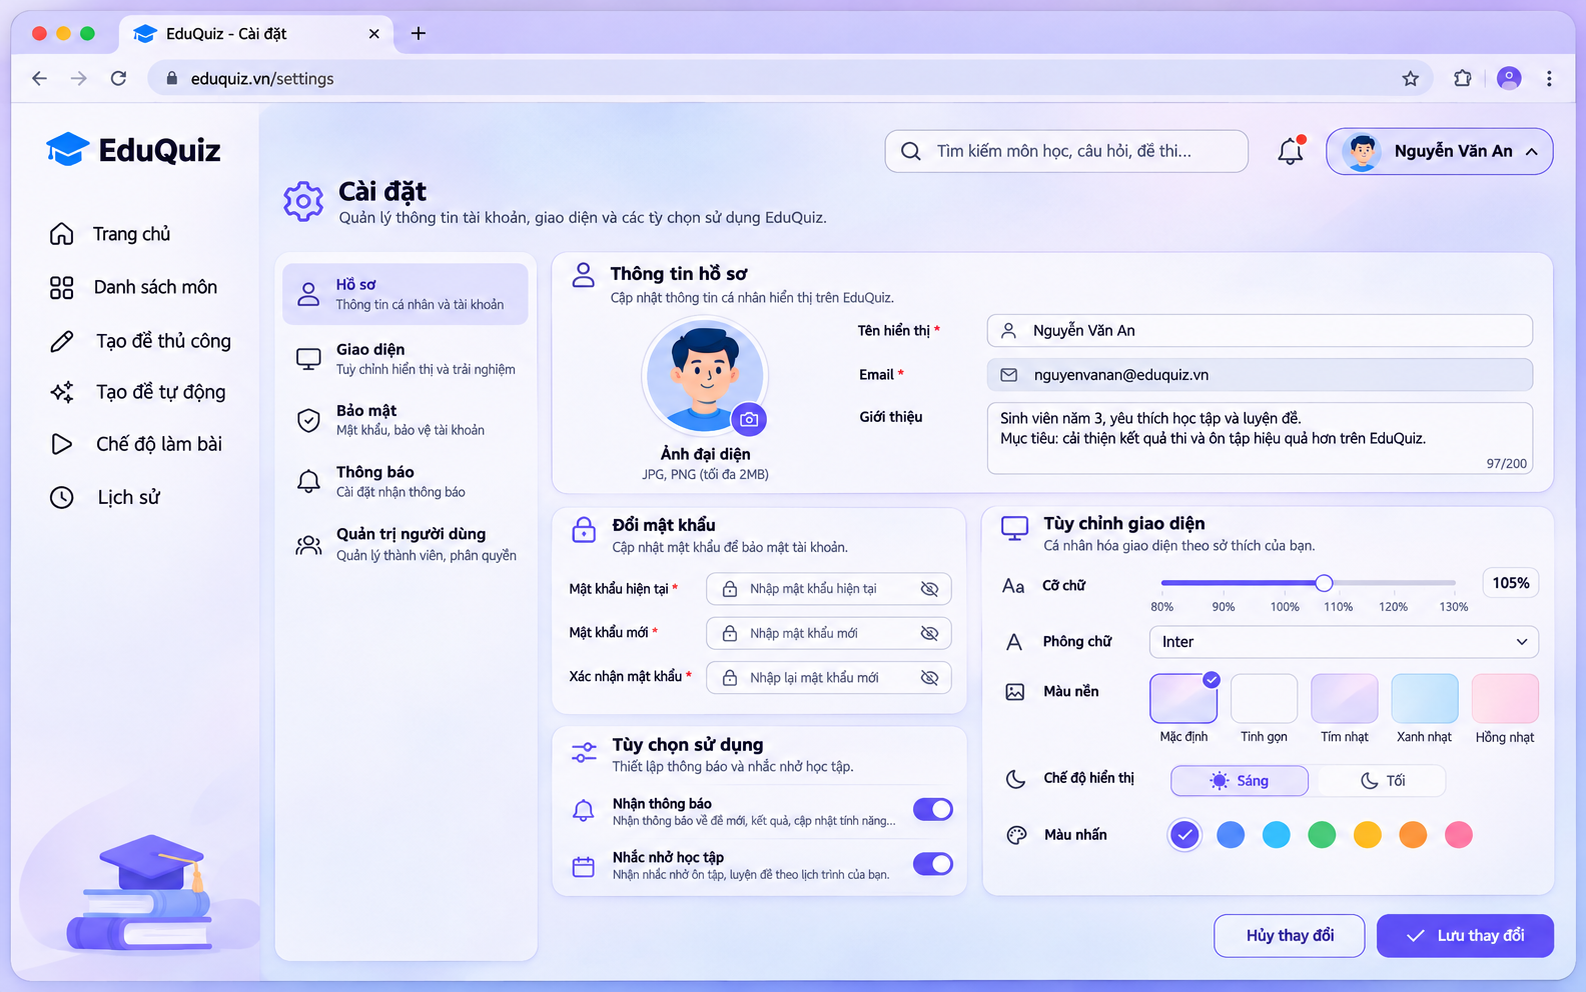 EduQuiz - Cài đặt
eduquiz.vn/settings
EduQuiz
Tìm kiếm môn học, câu hỏi, đề thi...
Nguyễn Văn An
Trang chủ
Danh sách môn
Tạo đề thủ công
Tạo đề tự động
Chế độ làm bài
Lịch sử
Cài đặt
Quản lý thông tin tài khoản, giao diện và các tỳ chọn sử dụng EduQuiz.
Hồ sơ
Thông tin cá nhân và tài khoản
Giao diện
Tuỳ chỉnh hiển thị và trải nghiệm
Bảo mật
Mật khẩu, bảo vệ tài khoản
Thông báo
Cài đặt nhận thông báo
Quản trị người dùng
Quản lý thành viên, phân quyền
Thông tin hồ sơ
Cập nhật thông tin cá nhân hiển thị trên EduQuiz.
Ảnh đại diện
JPG, PNG (tối đa 2MB)
Tên hiển thị *
Nguyễn Văn An
Email *
nguyenvanan@eduquiz.vn
Giới thiệu
Sinh viên năm 3, yêu thích học tập và luyện đề.
Mục tiêu: cải thiện kết quả thi và ôn tập hiệu quả hơn trên EduQuiz.
97/200
Đổi mật khẩu
Cập nhật mật khẩu để bảo mật tài khoản.
Mật khẩu hiện tại *
Nhập mật khẩu hiện tại
Mật khẩu mới *
Nhập mật khẩu mới
Xác nhận mật khẩu *
Nhập lại mật khẩu mới
Tùy chọn sử dụng
Thiết lập thông báo và nhắc nhở học tập.
Nhận thông báo
Nhận thông báo về đề mới, kết quả, cập nhật tính năng...
Nhắc nhở học tập
Nhận nhắc nhở ôn tập, luyện đề theo lịch trình của bạn.
Tùy chỉnh giao diện
Cá nhân hóa giao diện theo sở thích của bạn.
Aa Cỡ chữ
105%
80% 90% 100% 110% 120% 130%
A Phông chữ
Inter
Màu nền
Mặc định
Tinh gọn
Tím nhạt
Xanh nhạt
Hồng nhạt
Chế độ hiển thị
Sáng
Tối
Màu nhấn
Hủy thay đổi
Lưu thay đổi